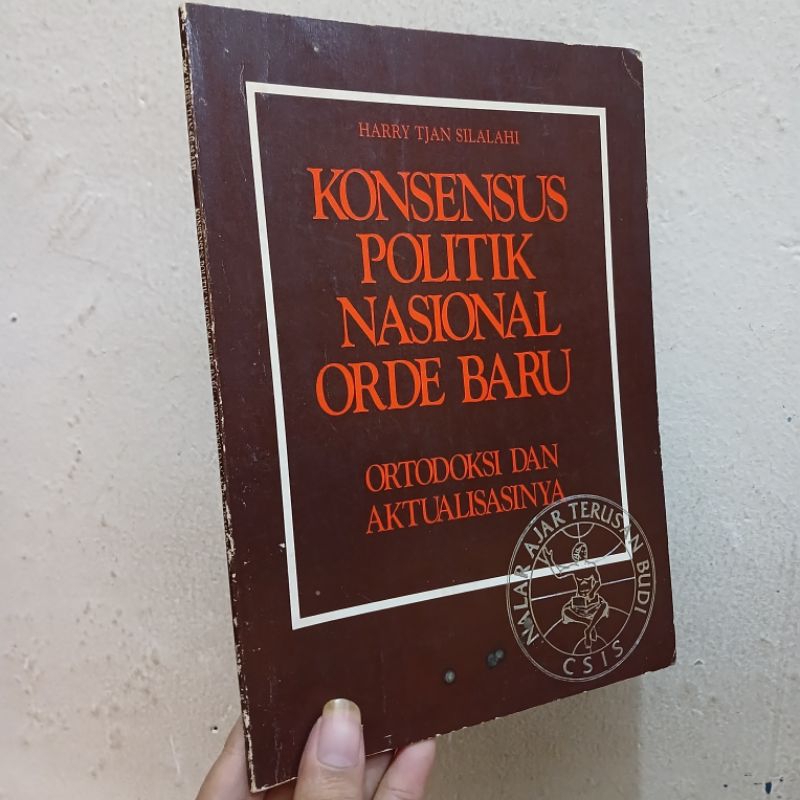 HARRY TJAN SILALAHI
KONSENSUS
POLITIK
NASIONAL
ORDE BARU
ORTODOKSI DAN
AKTUALISASINYA
NALAR AJAR TERUSAN BUDI
CSIS